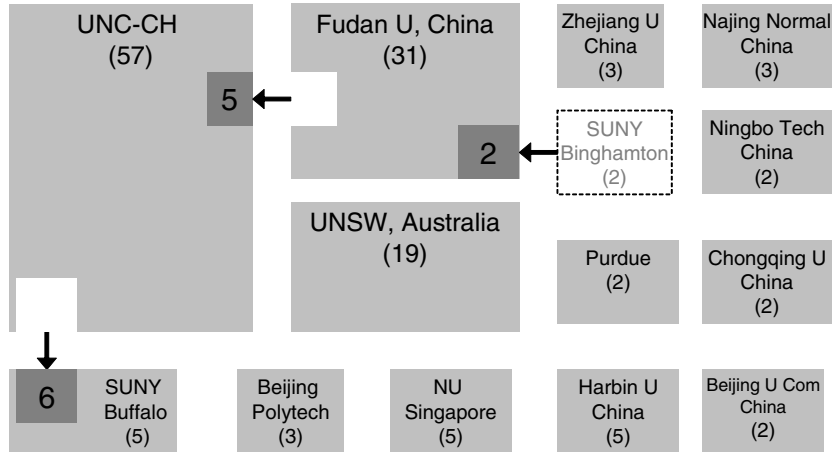 UNC-CH
(57)
5
Fudan U, China
(31)
2
Zhejiang U
China
(3)
Najing Normal
China
(3)
SUNY
Binghamton
(2)
Ningbo Tech
China
(2)
UNSW, Australia
(19)
Purdue
(2)
Chongqing U
China
(2)
6
SUNY
Buffalo
(5)
Beijing
Polytech
(3)
NU
Singapore
(5)
Harbin U
China
(5)
Beijing U Com
China
(2)